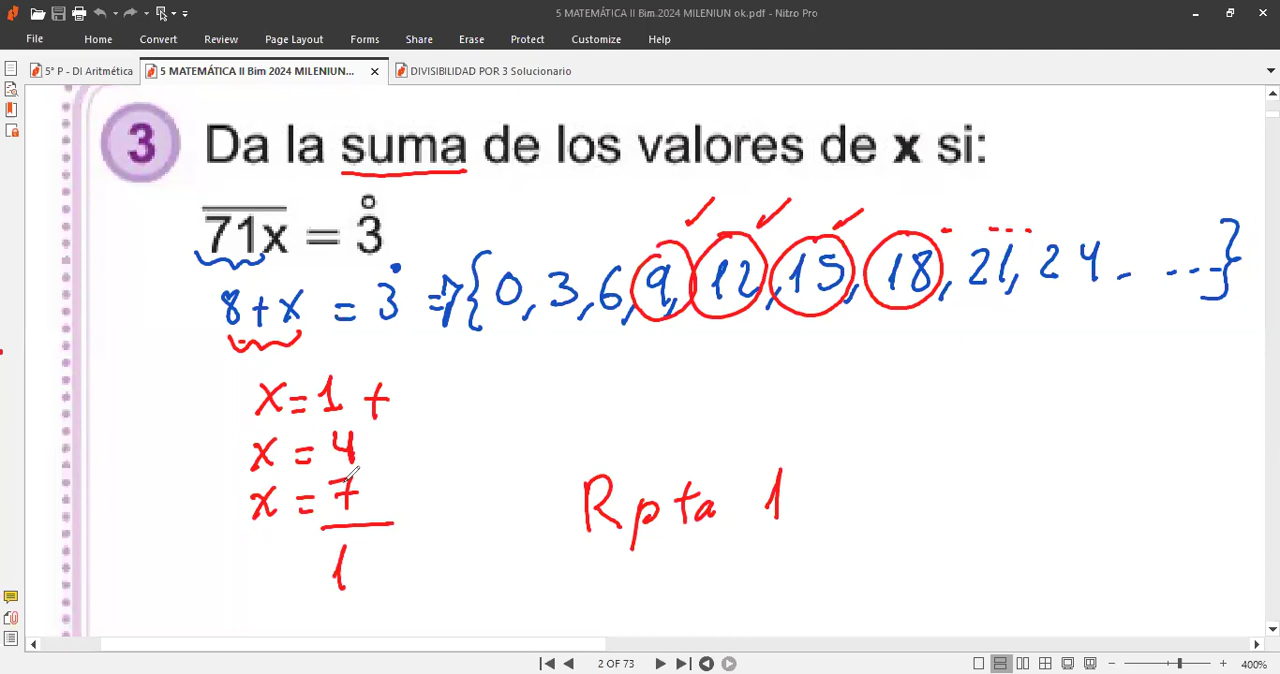 5 MATEMÁTICA II Bim.2024 MILENIUN ok.pdf - Nitro Pro
File Home Convert Review Page Layout Forms Share Erase Protect Customize Help
5° P - DI Aritmética
5 MATEMÁTICA II Bim 2024 MILENIUN...
DIVISIBILIDAD POR 3 Solucionario
3 Da la suma de los valores de x si:
71x = 3
8 + x = 3 => {0, 3, 6, 9, 12, 15, 18, 21, 24 - ...}
x = 1 +
x = 4
x = 7
1
Rpta 1
2 OF 73
400%